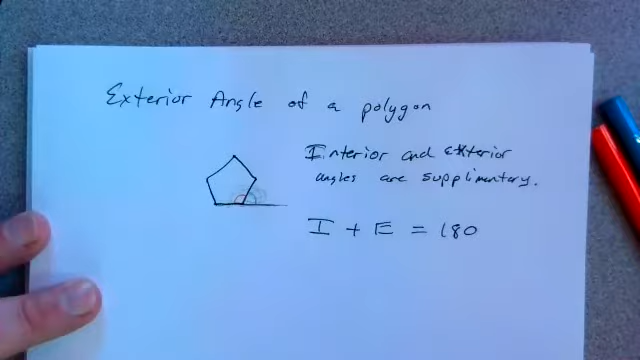 Exterior Angle of a polygon
Interior and exterior
angles are supplimentary.
I + E = 180